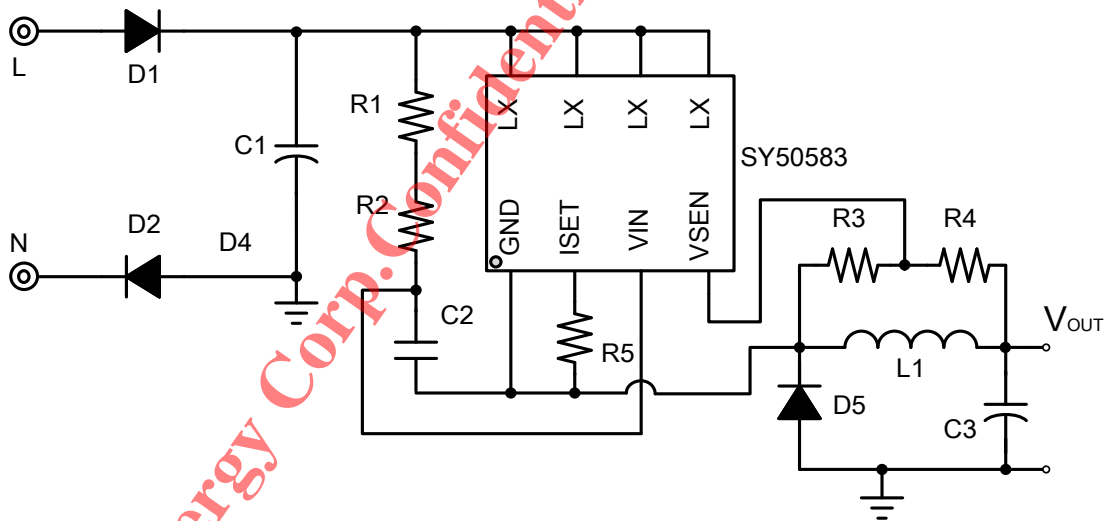 L
D1
R1
C1
LX
LX
LX
LX
SY50583
R2
GND
ISET
VIN
VSEN
N
D2
D4
R3
R4
C2
R5
VOUT
L1
D5
C3
ergy Corp.Confident